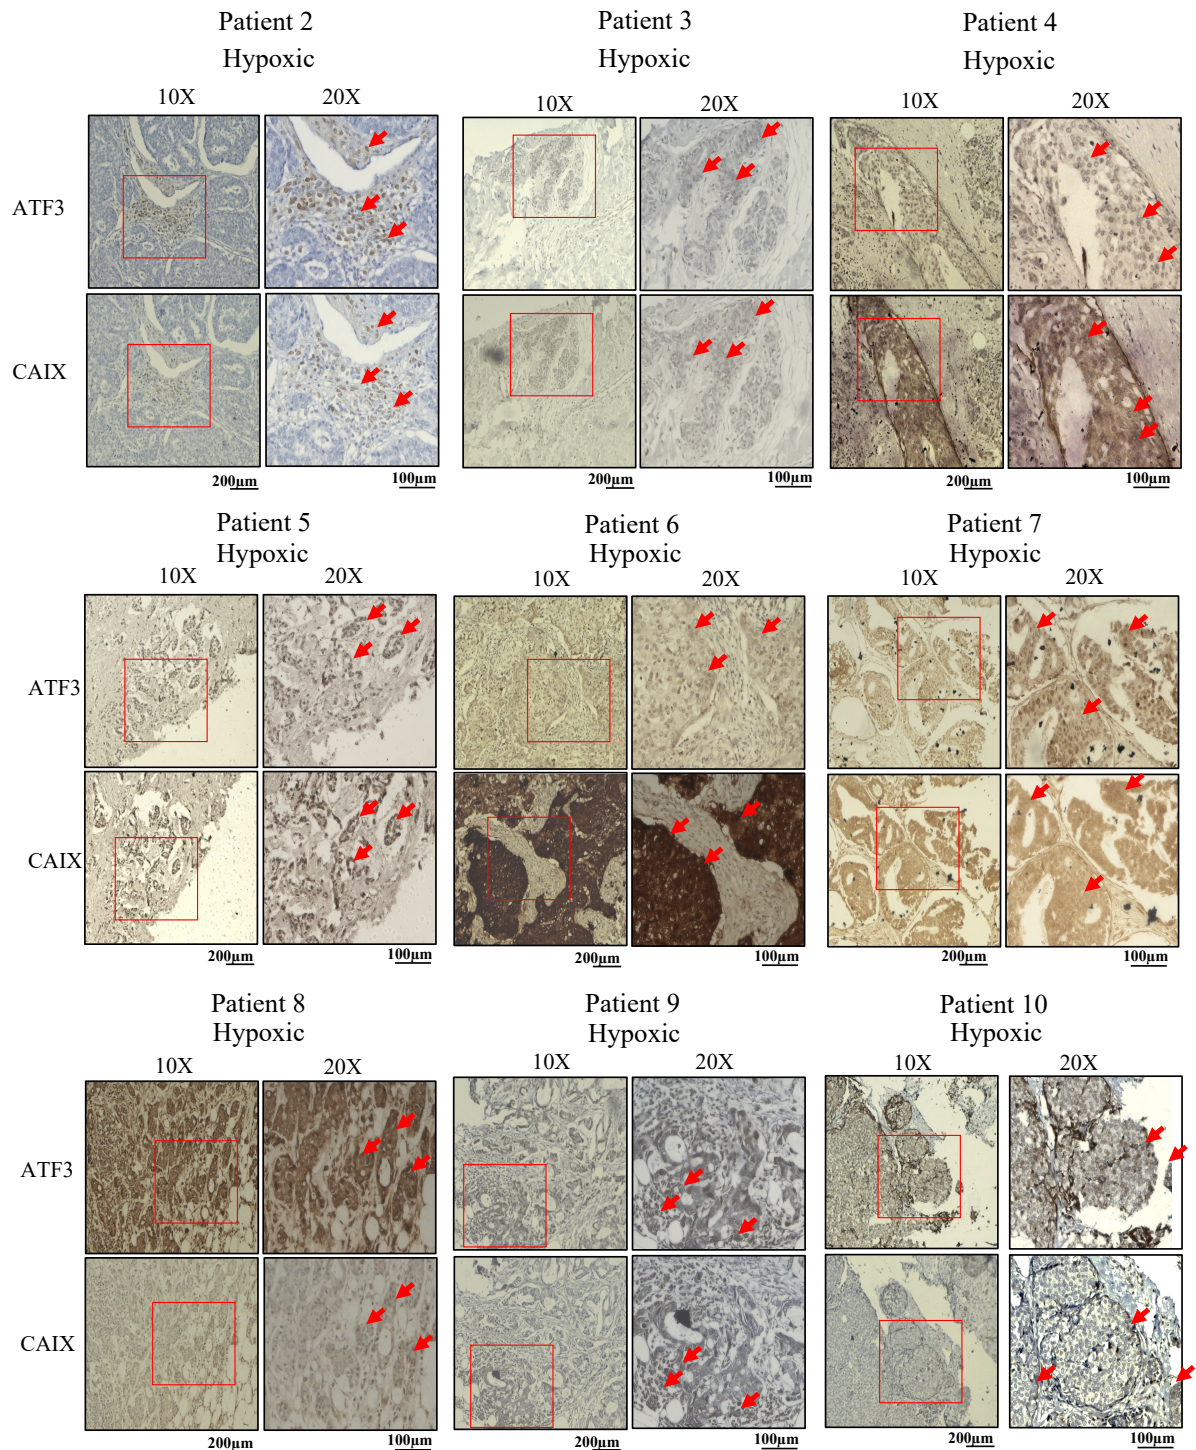 Patient 2 Patient 3 Patient 4
Hypoxic Hypoxic Hypoxic
10X 20X 10X 20X 10X 20X
ATF3
CAIX
200µm 100µm 200µm 100µm 200µm 100µm
Patient 5 Patient 6 Patient 7
Hypoxic Hypoxic Hypoxic
10X 20X 10X 20X 10X 20X
ATF3
CAIX
200µm 100µm 200µm 100µm 200µm 100µm
Patient 8 Patient 9 Patient 10
Hypoxic Hypoxic Hypoxic
10X 20X 10X 20X 10X 20X
ATF3
CAIX
200µm 100µm 200µm 100µm 200µm 100µm